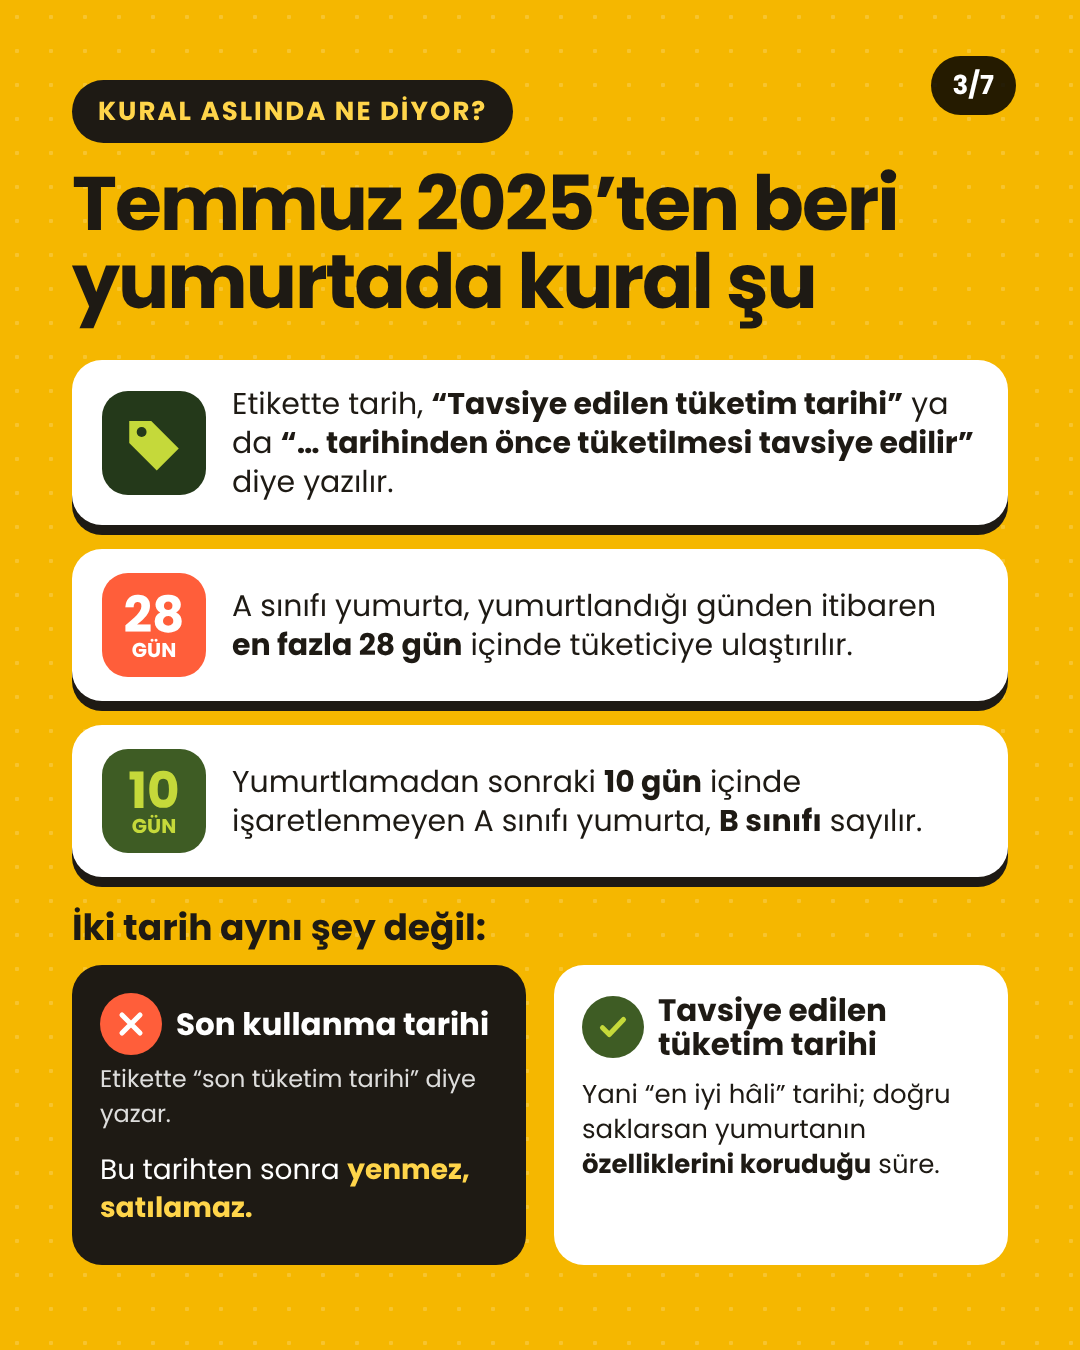 KURAL ASLINDA NE DİYOR?
3/7
Temmuz 2025’ten beri
yumurtada kural şu
Etikette tarih, “Tavsiye edilen tüketim tarihi” ya
da “... tarihinden önce tüketilmesi tavsiye edilir”
diye yazılır.
28
GÜN
A sınıfı yumurta, yumurtlandığı günden itibaren
en fazla 28 gün içinde tüketiciye ulaştırılır.
10
GÜN
Yumurtlamadan sonraki 10 gün içinde
işaretlenmeyen A sınıfı yumurta, B sınıfı sayılır.
İki tarih aynı şey değil:
Son kullanma tarihi
Etikette “son tüketim tarihi” diye
yazar.
Bu tarihten sonra yenmez,
satılamaz.
Tavsiye edilen
tüketim tarihi
Yani “en iyi hâli” tarihi; doğru
saklarsan yumurtanın
özelliklerini koruduğu süre.